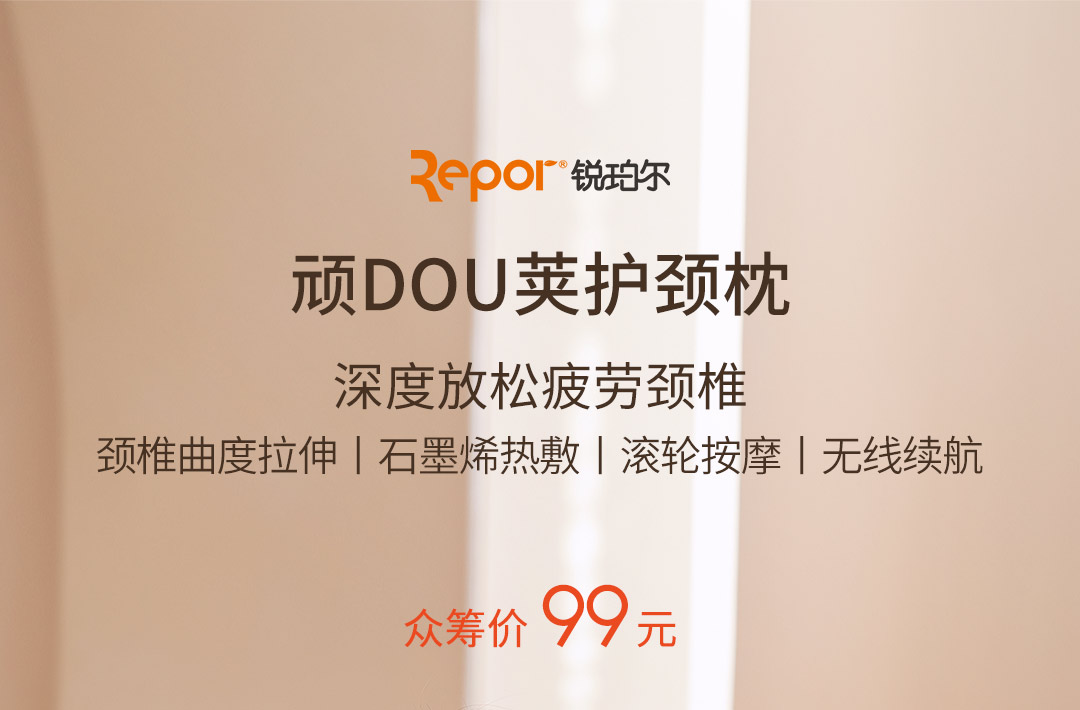 Repor® 锐珀尔
顽DOU荚护颈枕
深度放松疲劳颈椎
颈椎曲度拉伸丨石墨烯热敷丨滚轮按摩丨无线续航
众筹价 99 元